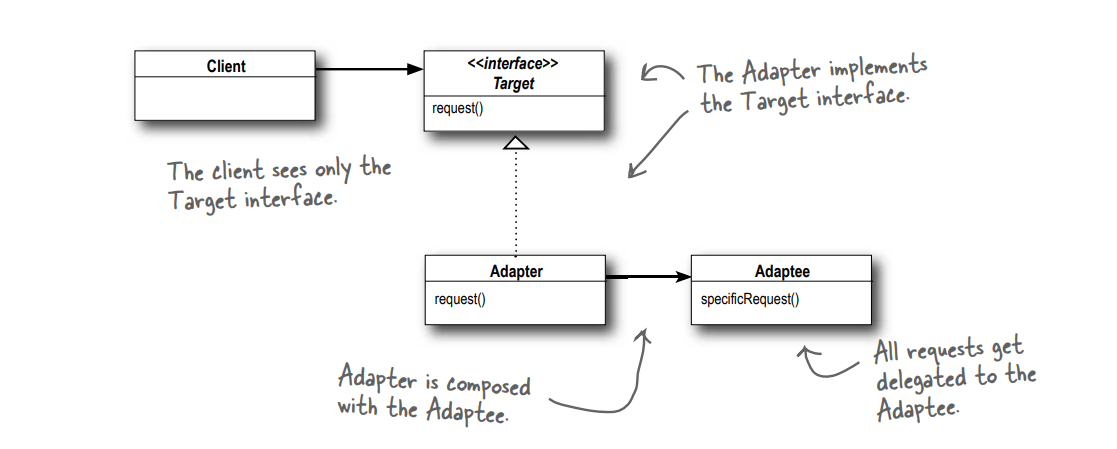 Client
<<interface>>
Target
request()
The Adapter implements
the Target interface.
The client sees only the
Target interface.
Adapter
request()
Adaptee
specificRequest()
Adapter is composed
with the Adaptee.
All requests get
delegated to the
Adaptee.